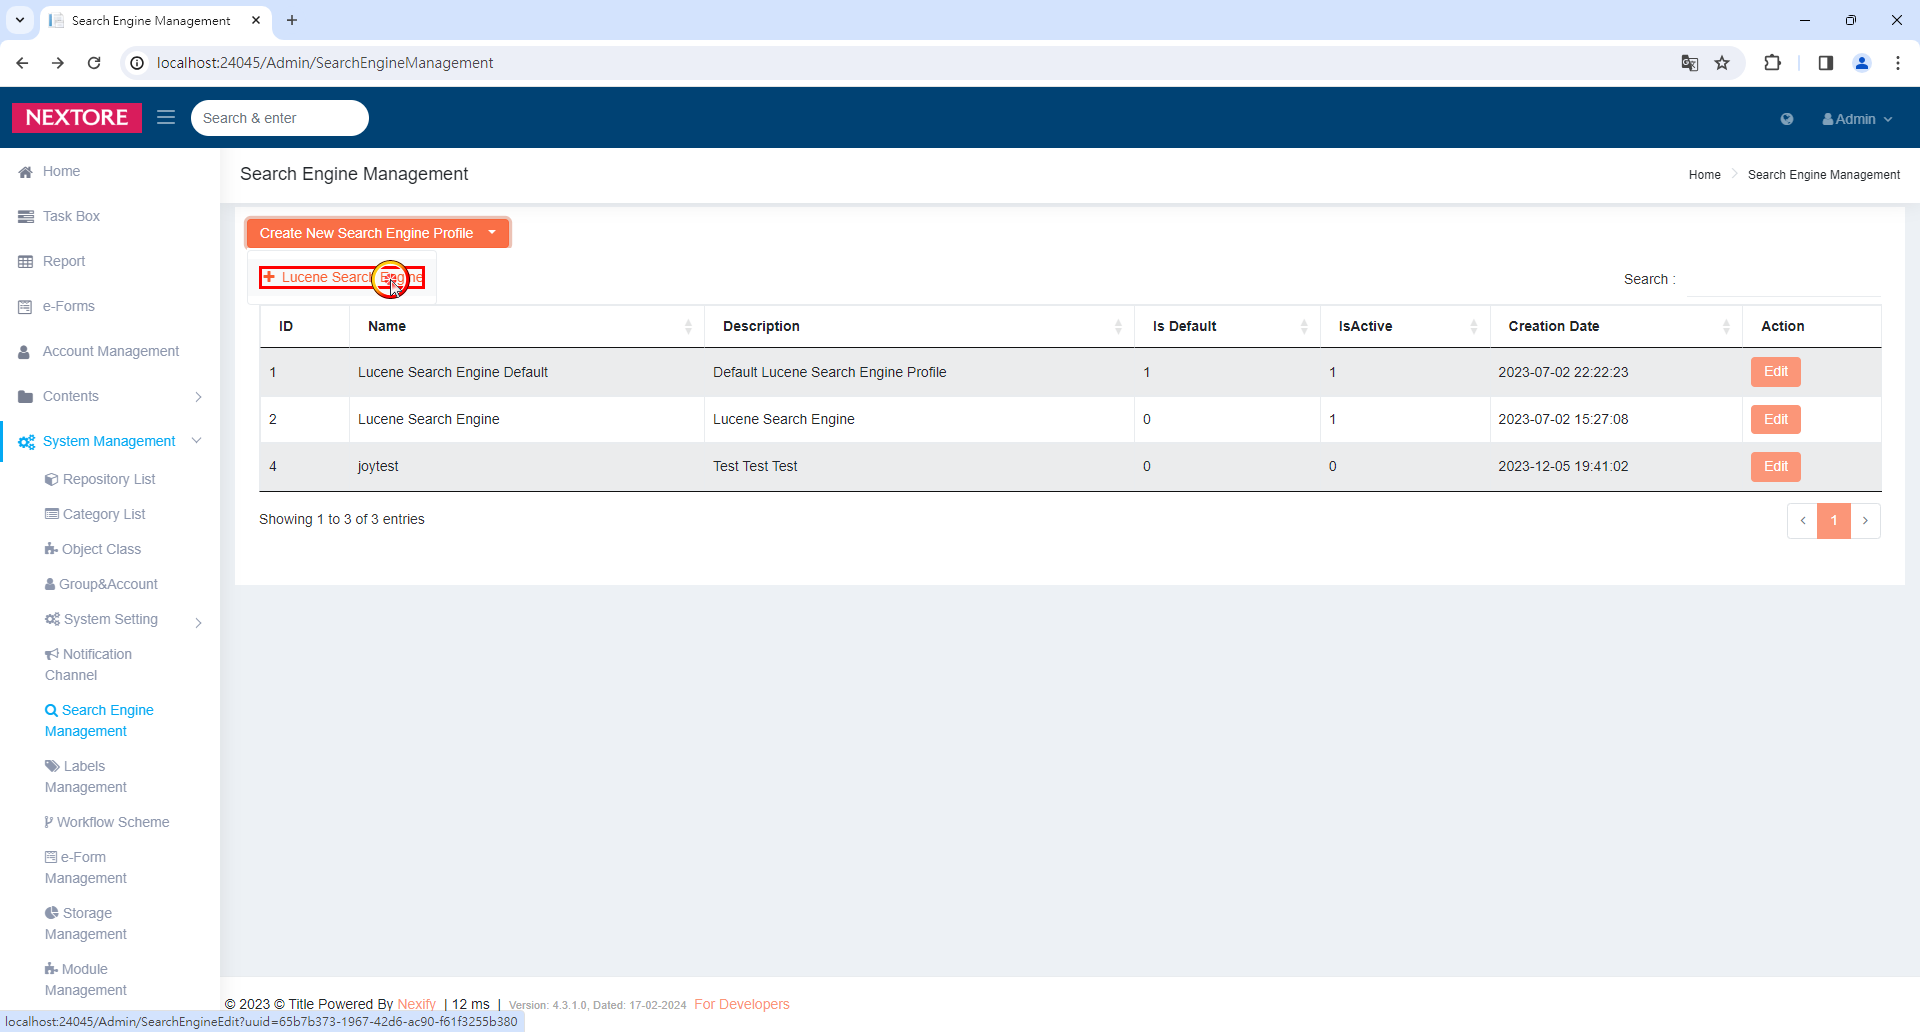 Search Engine Management
localhost:24045/Admin/SearchEngineManagement
NEXTORE
Search & enter
Admin
Home
Task Box
Report
e-Forms
Account Management
Contents
System Management
Repository List
Category List
Object Class
Group&Account
System Setting
Notification
Channel
Search Engine
Management
Labels
Management
Workflow Scheme
e-Form
Management
Storage
Management
Module
Management
Search Engine Management
Home Search Engine Management
Create New Search Engine Profile
Lucene Search Engine
Search :
ID Name Description Is Default IsActive Creation Date Action
1 Lucene Search Engine Default Default Lucene Search Engine Profile 1 1 2023-07-02 22:22:23 Edit
2 Lucene Search Engine Lucene Search Engine 0 1 2023-07-02 15:27:08 Edit
4 joytest Test Test Test 0 0 2023-12-05 19:41:02 Edit
Showing 1 to 3 of 3 entries
< 1 >
© 2023 © Title Powered By Nexify | 12 ms | Version: 4.3.1.0, Dated: 17-02-2024 For Developers
localhost:24045/Admin/SearchEngineEdit?uuid=65b7b373-1967-42d6-ac90-f61f3255b380